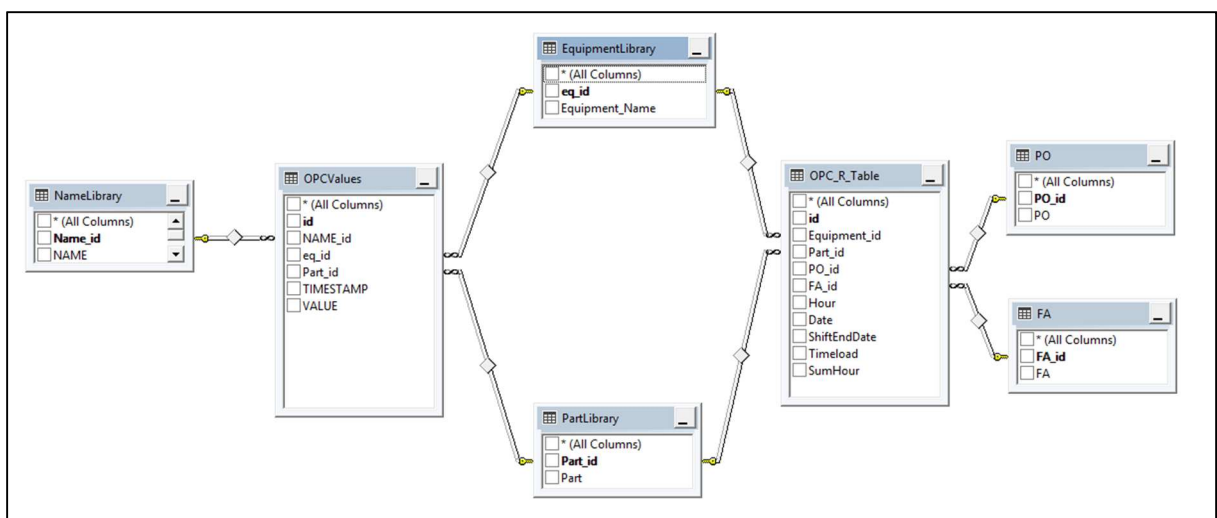 NameLibrary
* (All Columns)
Name_id
NAME
OPCValues
* (All Columns)
id
NAME_id
eq_id
Part_id
TIMESTAMP
VALUE
EquipmentLibrary
* (All Columns)
eq_id
Equipment_Name
PartLibrary
* (All Columns)
Part_id
Part
OPC_R_Table
* (All Columns)
id
Equipment_id
Part_id
PO_id
FA_id
Hour
Date
ShiftEndDate
Timeload
SumHour
PO
* (All Columns)
PO_id
PO
FA
* (All Columns)
FA_id
FA